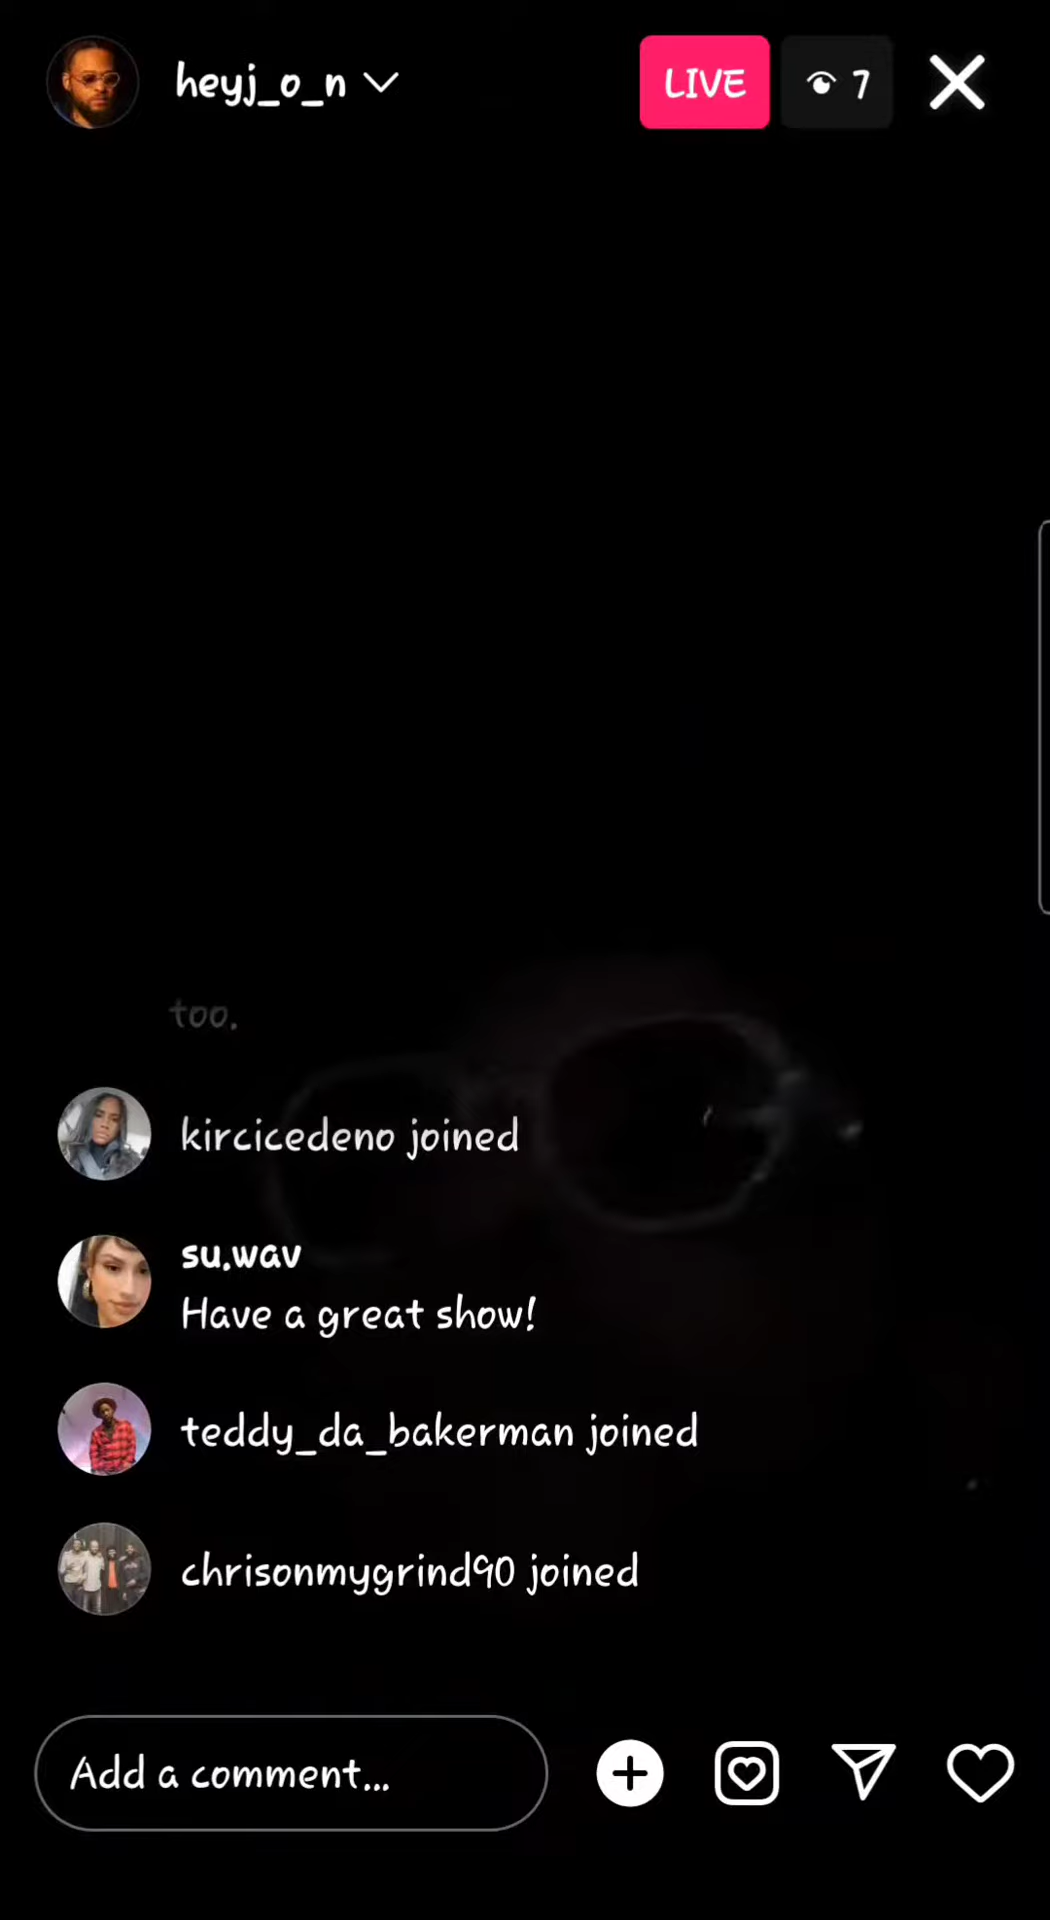 heyj_o_n
LIVE
7
too.
kircicedeno joined
su.wav
Have a great show!
teddy_da_bakerman joined
chrisonmygrind90 joined
Add a comment...